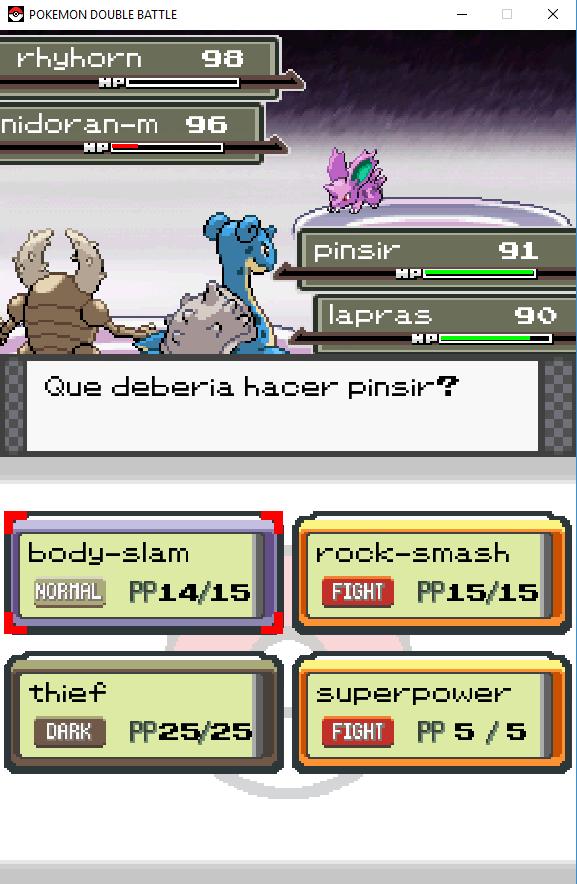 POKEMON DOUBLE BATTLE
rhyhorn 98
HP
nidoran-m 96
HP
pinsir 91
HP
lapras 90
HP
Que deberia hacer pinsir?
body-slam
NORMAL PP14/15
rock-smash
FIGHT PP15/15
thief
DARK PP25/25
superpower
FIGHT PP 5 / 5